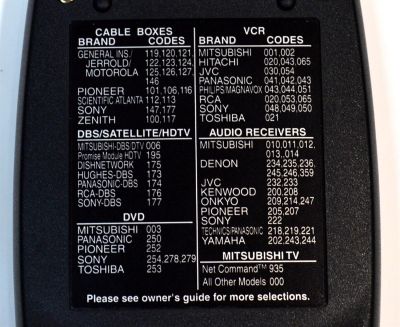 CABLE BOXES
BRAND CODES
GENERAL INS./ 119,120,121,
JERROLD/ 122,123,124,
MOTOROLA 125,126,127,
146
PIONEER 101,106,116
SCIENTIFIC ATLANTA 112,113
SONY 147,177
ZENITH 100,117
DBS/SATELLITE/HDTV
MITSUBISHI-DBS/DTV 006
Promise Module HDTV 195
DISHNETWORK 175
HUGHES-DBS 173
PANASONIC-DBS 174
RCA-DBS 176
SONY-DBS 177
DVD
MITSUBISHI 003
PANASONIC 250
PIONEER 252
SONY 254,278,279
TOSHIBA 253
VCR
BRAND CODES
MITSUBISHI 001,002
HITACHI 020,043,065
JVC 030,054
PANASONIC 041,042,043
PHILIPS/MAGNAVOX 043,044,051
RCA 020,053,065
SONY 048,049,050
TOSHIBA 021
AUDIO RECEIVERS
MITSUBISHI 010,011,012,
013,,014
DENON 234,235,236,
245,246,359
JVC 232,233
KENWOOD 200,208
ONKYO 209,214,247
PIONEER 205,207
SONY 222
TECHNICS/PANASONIC 218,219,221
YAMAHA 202,243,244
MITSUBISHI TV
Net Command™ 935
All Other Models 000
Please see owner's guide for more selections.